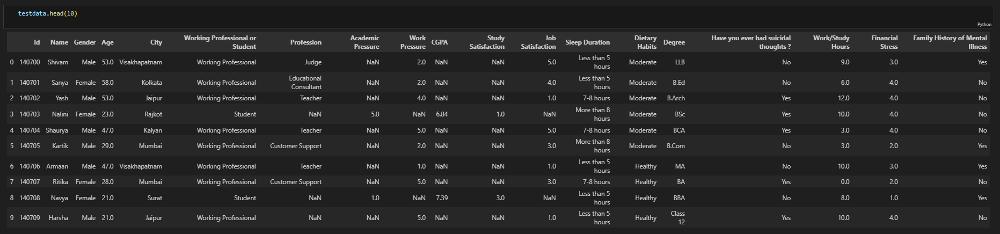 testdata.head(10)
Python
id Name Gender Age City Working Professional or Student Profession Academic Pressure Work Pressure CGPA Study Satisfaction Job Satisfaction Sleep Duration Dietary Habits Degree Have you ever had suicidal thoughts ? Work/Study Hours Financial Stress Family History of Mental Illness
0 140700 Shivam Male 53.0 Visakhapatnam Working Professional Judge NaN 2.0 NaN NaN 5.0 Less than 5 hours Moderate LLB No 9.0 3.0 Yes
1 140701 Sanya Female 58.0 Kolkata Working Professional Educational Consultant NaN 2.0 NaN NaN 4.0 Less than 5 hours Moderate B.Ed No 6.0 4.0 No
2 140702 Yash Male 53.0 Jaipur Working Professional Teacher NaN 4.0 NaN NaN 1.0 7-8 hours Moderate B.Arch Yes 12.0 4.0 No
3 140703 Nalini Female 23.0 Rajkot Student NaN 5.0 NaN 6.84 1.0 NaN More than 8 hours Moderate BSc Yes 10.0 4.0 No
4 140704 Shaurya Male 47.0 Kalyan Working Professional Teacher NaN 5.0 NaN NaN 5.0 7-8 hours Moderate BCA Yes 3.0 4.0 No
5 140705 Kartik Male 29.0 Mumbai Working Professional Customer Support NaN 2.0 NaN NaN 3.0 More than 8 hours Moderate B.Com No 3.0 2.0 Yes
6 140706 Armaan Male 47.0 Visakhapatnam Working Professional Teacher NaN 1.0 NaN NaN 1.0 Less than 5 hours Healthy MA No 10.0 3.0 Yes
7 140707 Ritika Female 28.0 Mumbai Working Professional Customer Support NaN 5.0 NaN NaN 3.0 7-8 hours Healthy BA Yes 0.0 2.0 No
8 140708 Navya Female 21.0 Surat Student NaN 1.0 NaN 7.39 3.0 NaN Less than 5 hours Healthy BBA No 8.0 1.0 Yes
9 140709 Harsha Male 21.0 Jaipur Working Professional NaN NaN 5.0 NaN NaN 1.0 Less than 5 hours Healthy Class 12 Yes 10.0 4.0 No